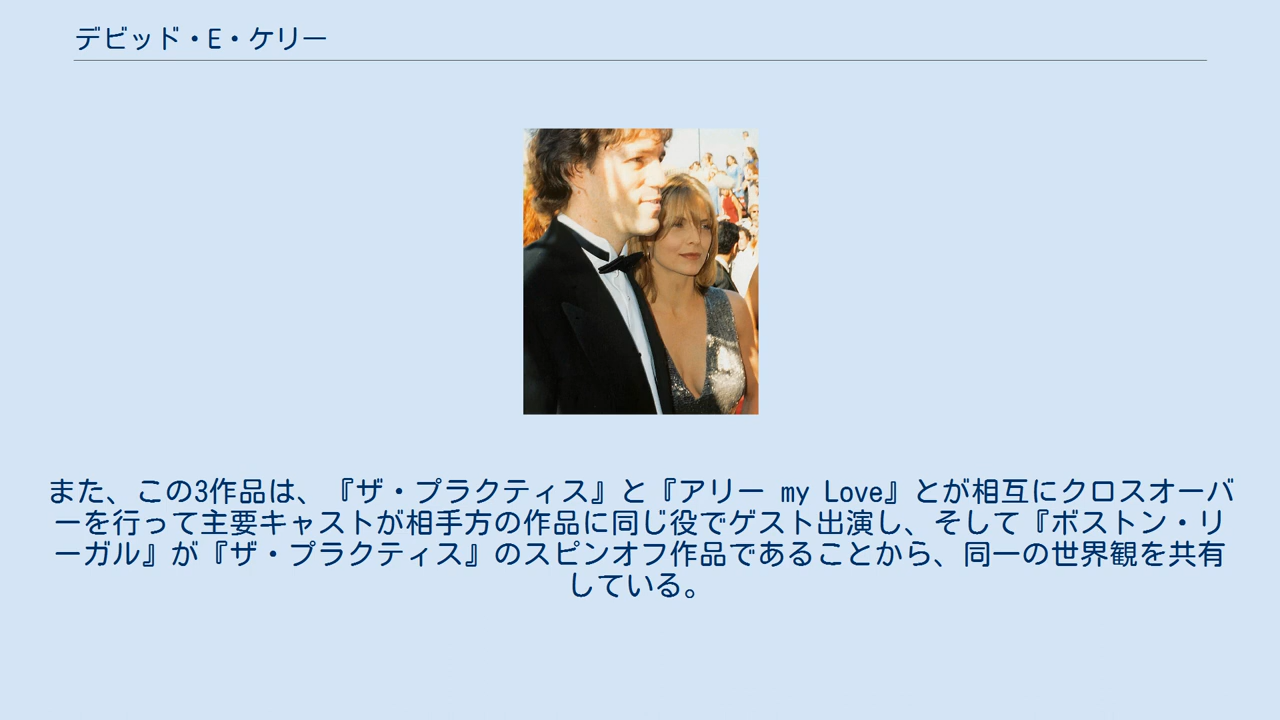 デビッド・E・ケリー
また、この3作品は、『ザ・プラクティス』と『アリー my Love』とが相互にクロスオーバ
ーを行って主要キャストが相手方の作品に同じ役でゲスト出演し、そして『ボストン・リ
ーガル』が『ザ・プラクティス』のスピンオフ作品であることから、同一の世界観を共有
している。